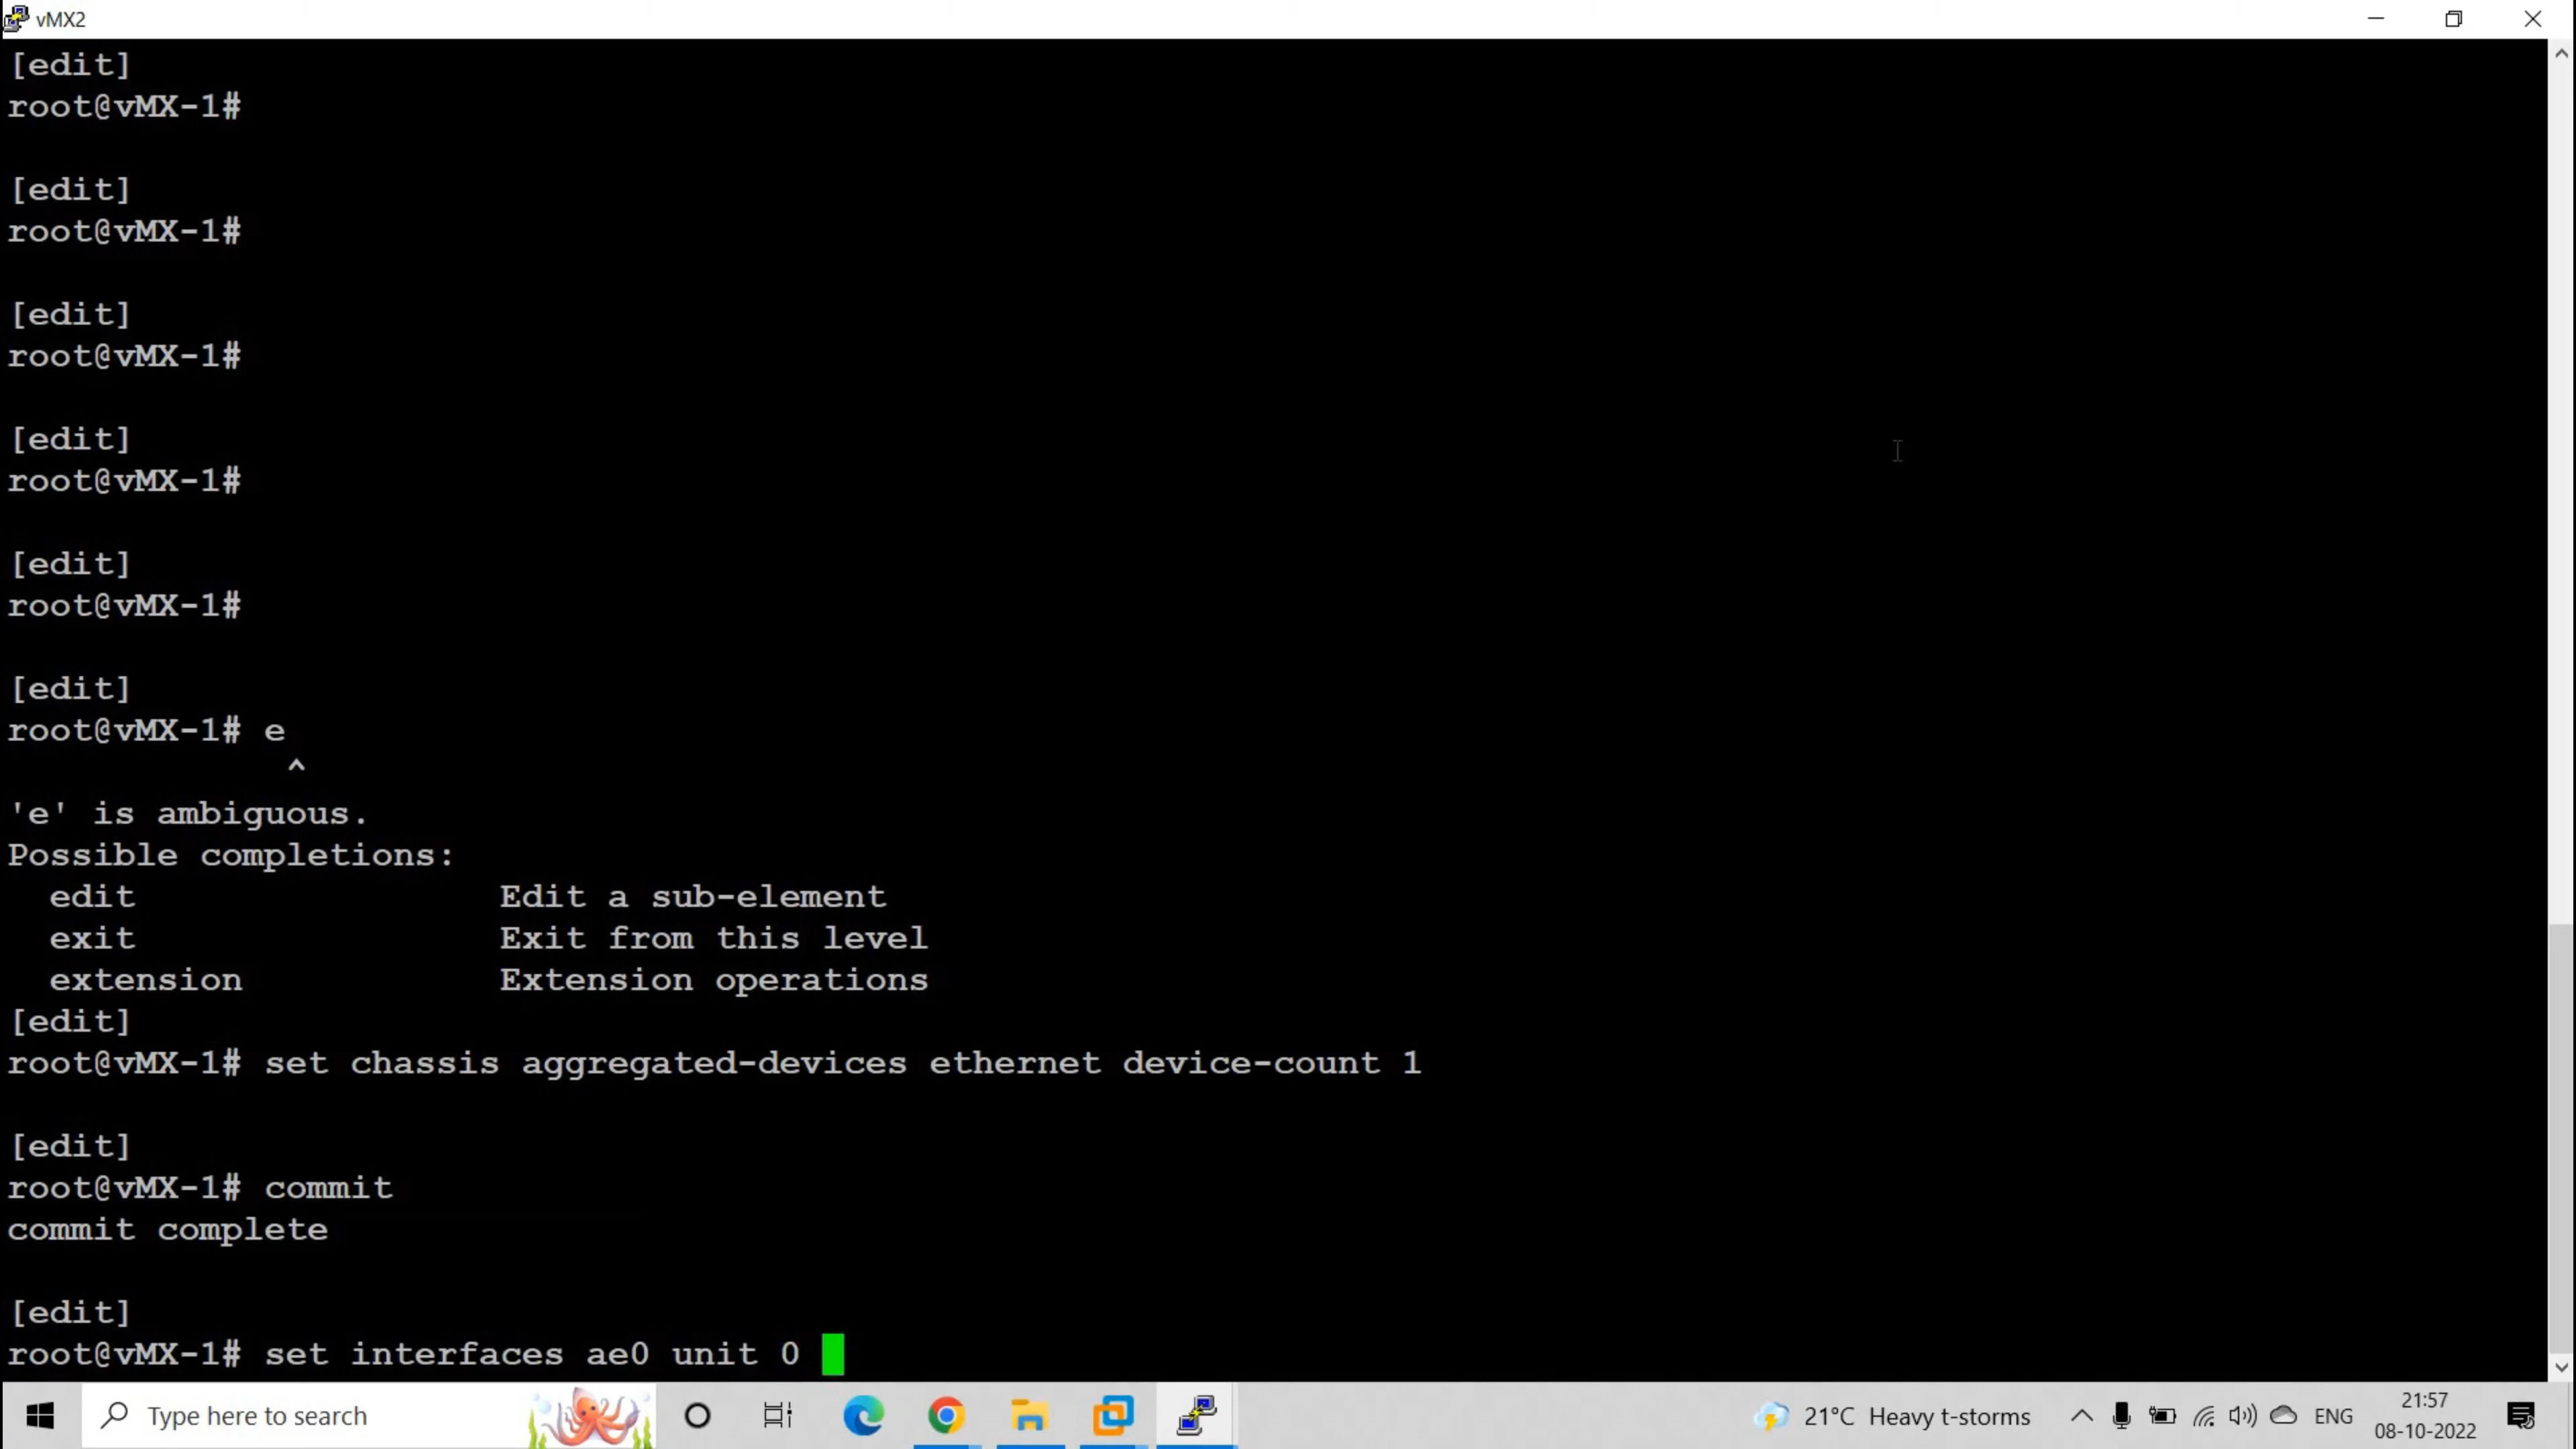 vMX2
[edit]
root@vMX-1#
[edit]
root@vMX-1#
[edit]
root@vMX-1#
[edit]
root@vMX-1#
[edit]
root@vMX-1#
[edit]
root@vMX-1# e
^
'e' is ambiguous.
Possible completions:
edit Edit a sub-element
exit Exit from this level
extension Extension operations
[edit]
root@vMX-1# set chassis aggregated-devices ethernet device-count 1
[edit]
root@vMX-1# commit
commit complete
[edit]
root@vMX-1# set interfaces ae0 unit 0
Type here to search
21°C Heavy t-storms
ENG
21:57
08-10-2022